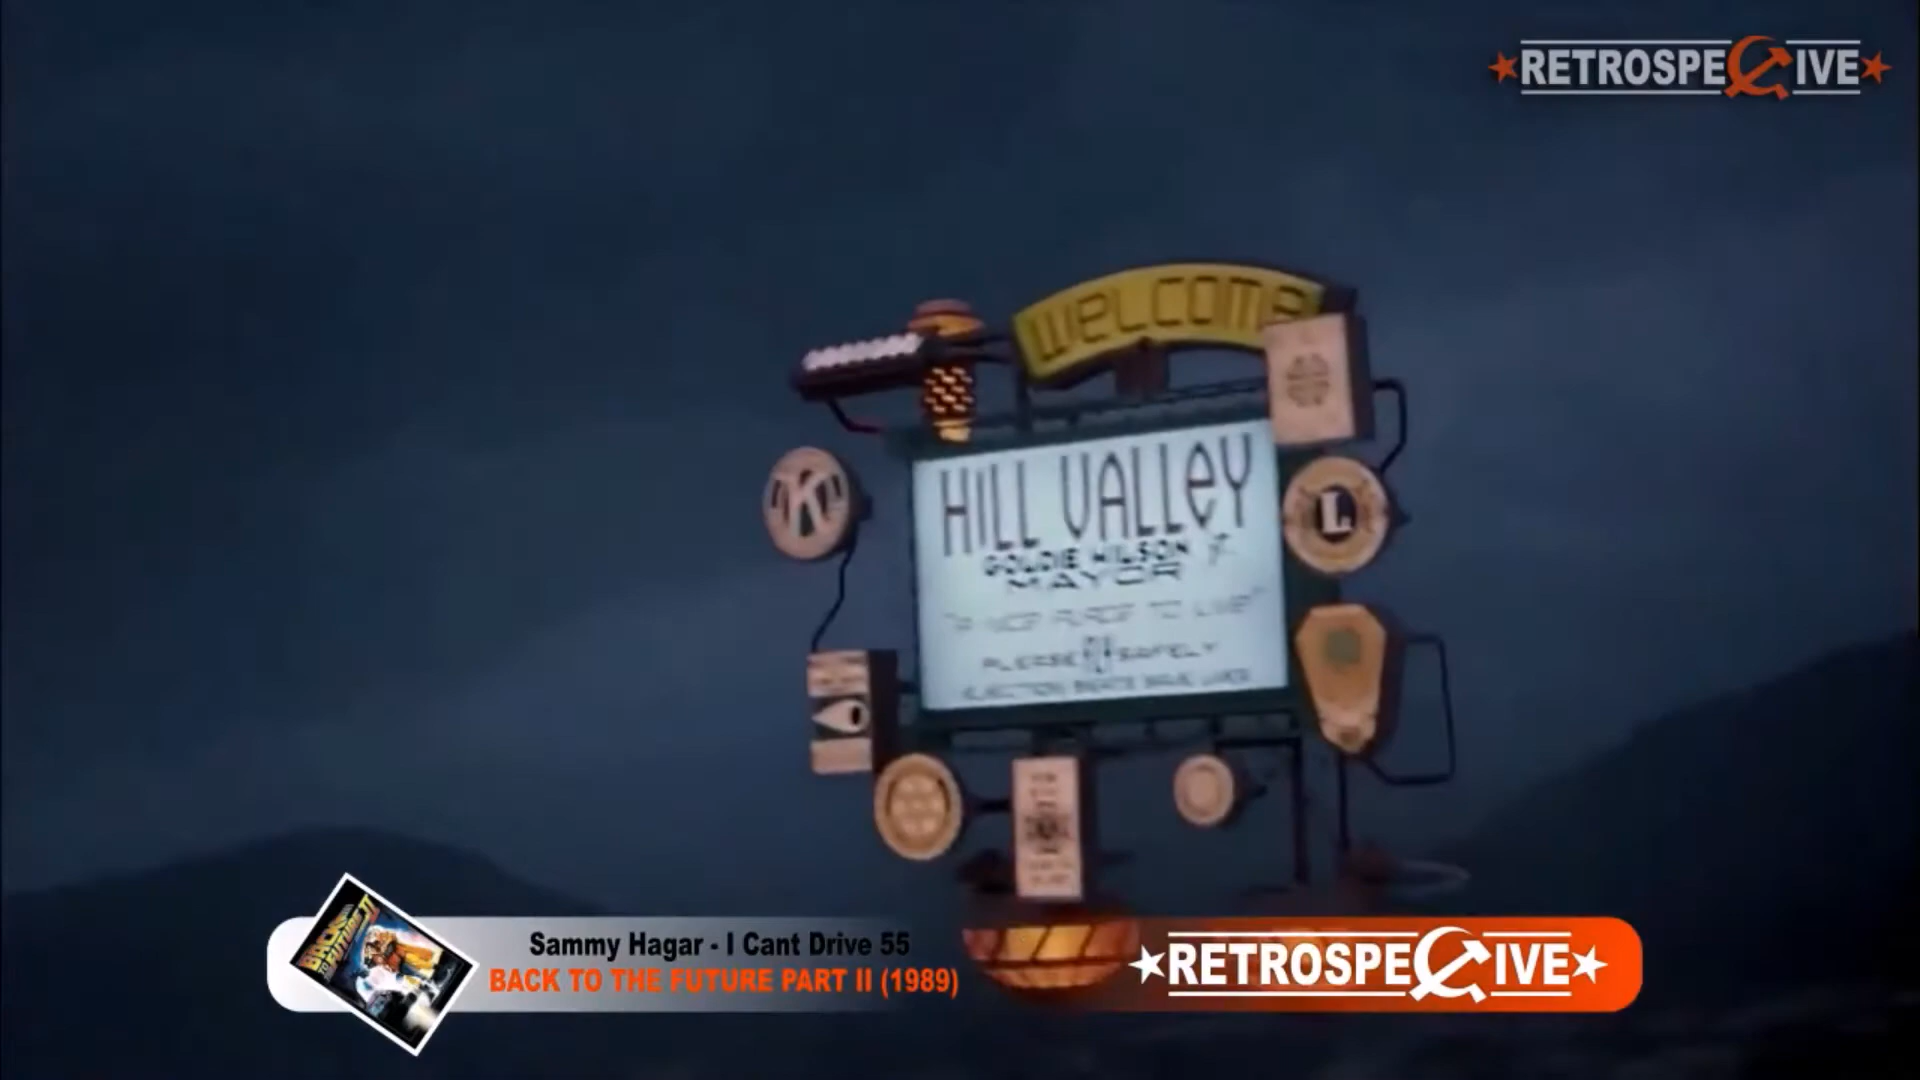 RETROSPECTIVE
WELCOME
HILL VALLEY
GOLDIE WILSON
MAYOR
"A NICE PLACE TO LIVE"
PLEASE FLY SAFELY
K
L
Sammy Hagar - I Cant Drive 55
BACK TO THE FUTURE PART II (1989)
RETROSPECTIVE